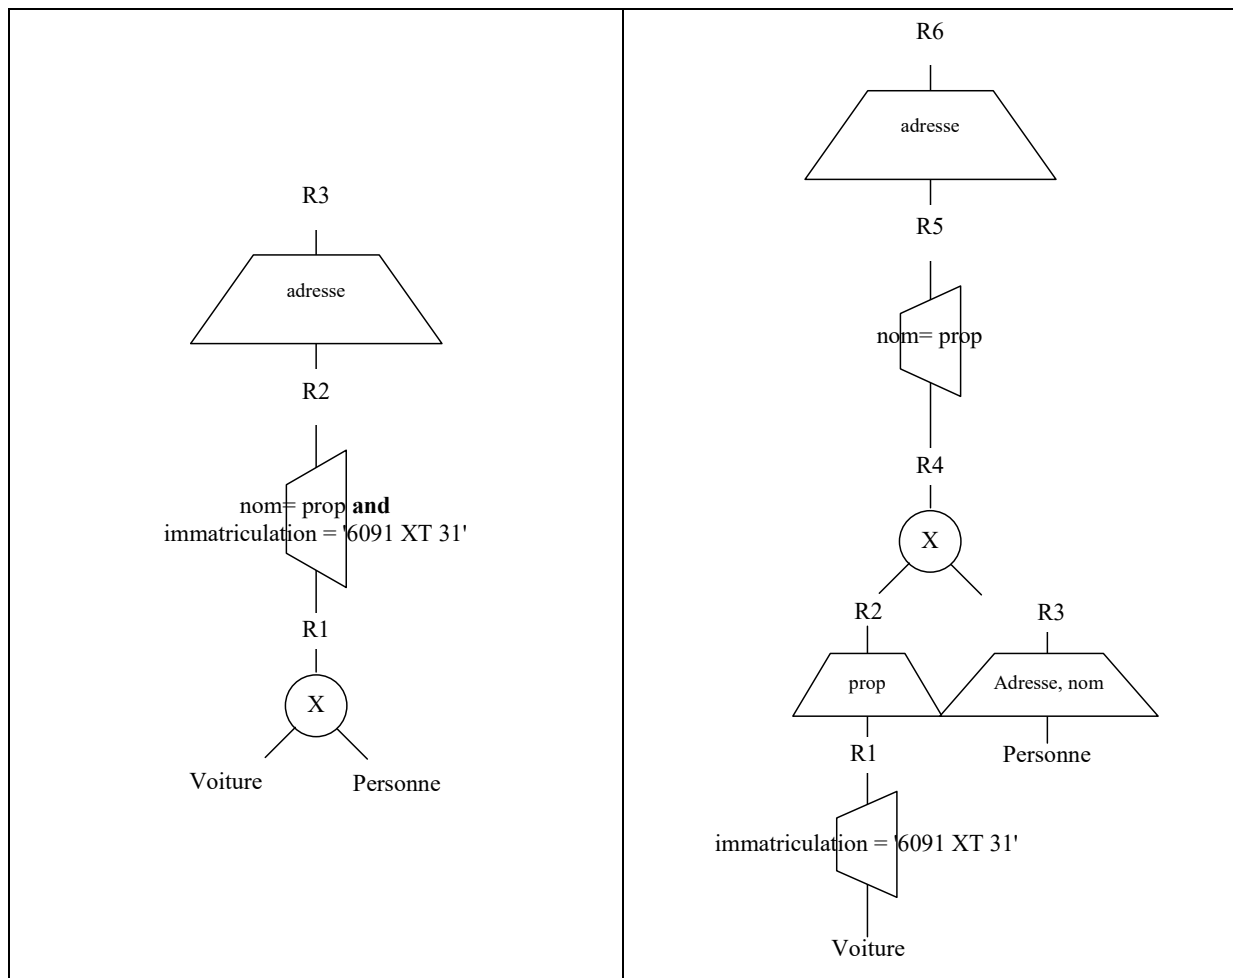 R3
adresse
R2
nom= prop and
immatriculation = '6091 XT 31'
R1
X
Voiture
Personne
R6
adresse
R5
nom= prop
R4
X
R2
R3
prop
Adresse, nom
R1
Personne
immatriculation = '6091 XT 31'
Voiture